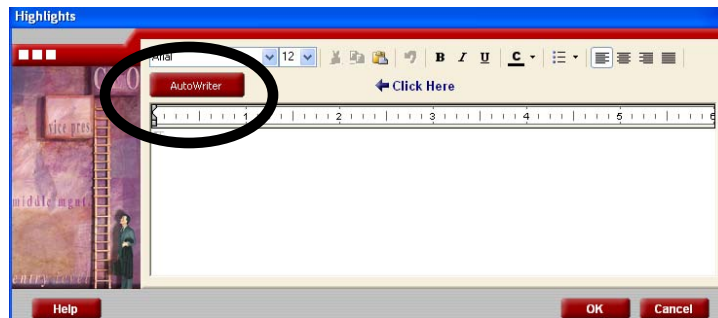 Highlights
Arial 12 B I U C
CEO
AutoWriter Click Here
1 2 3 4 5 6
vice pres
middle mgmt.
entry level
Help OK Cancel